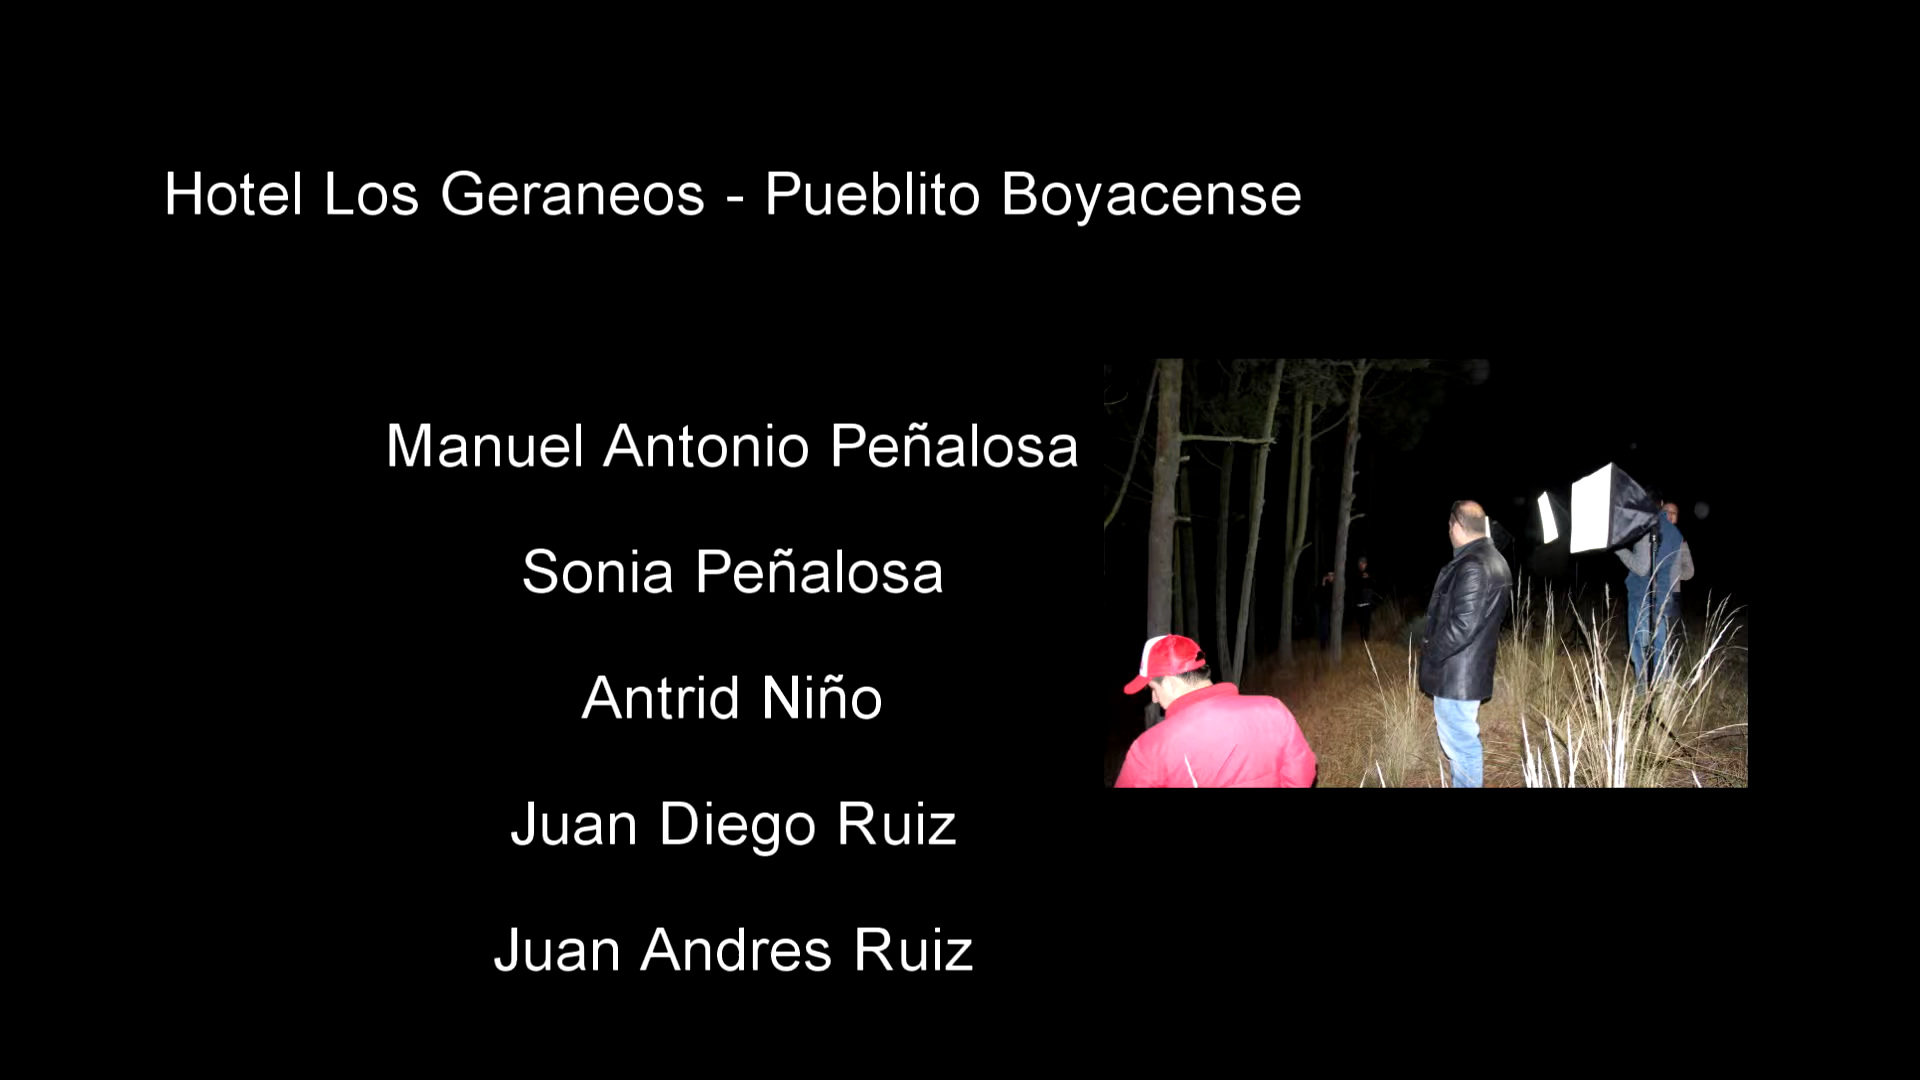 Hotel Los Geraneos - Pueblito Boyacense
Manuel Antonio Peñalosa
Sonia Peñalosa
Antrid Niño
Juan Diego Ruiz
Juan Andres Ruiz